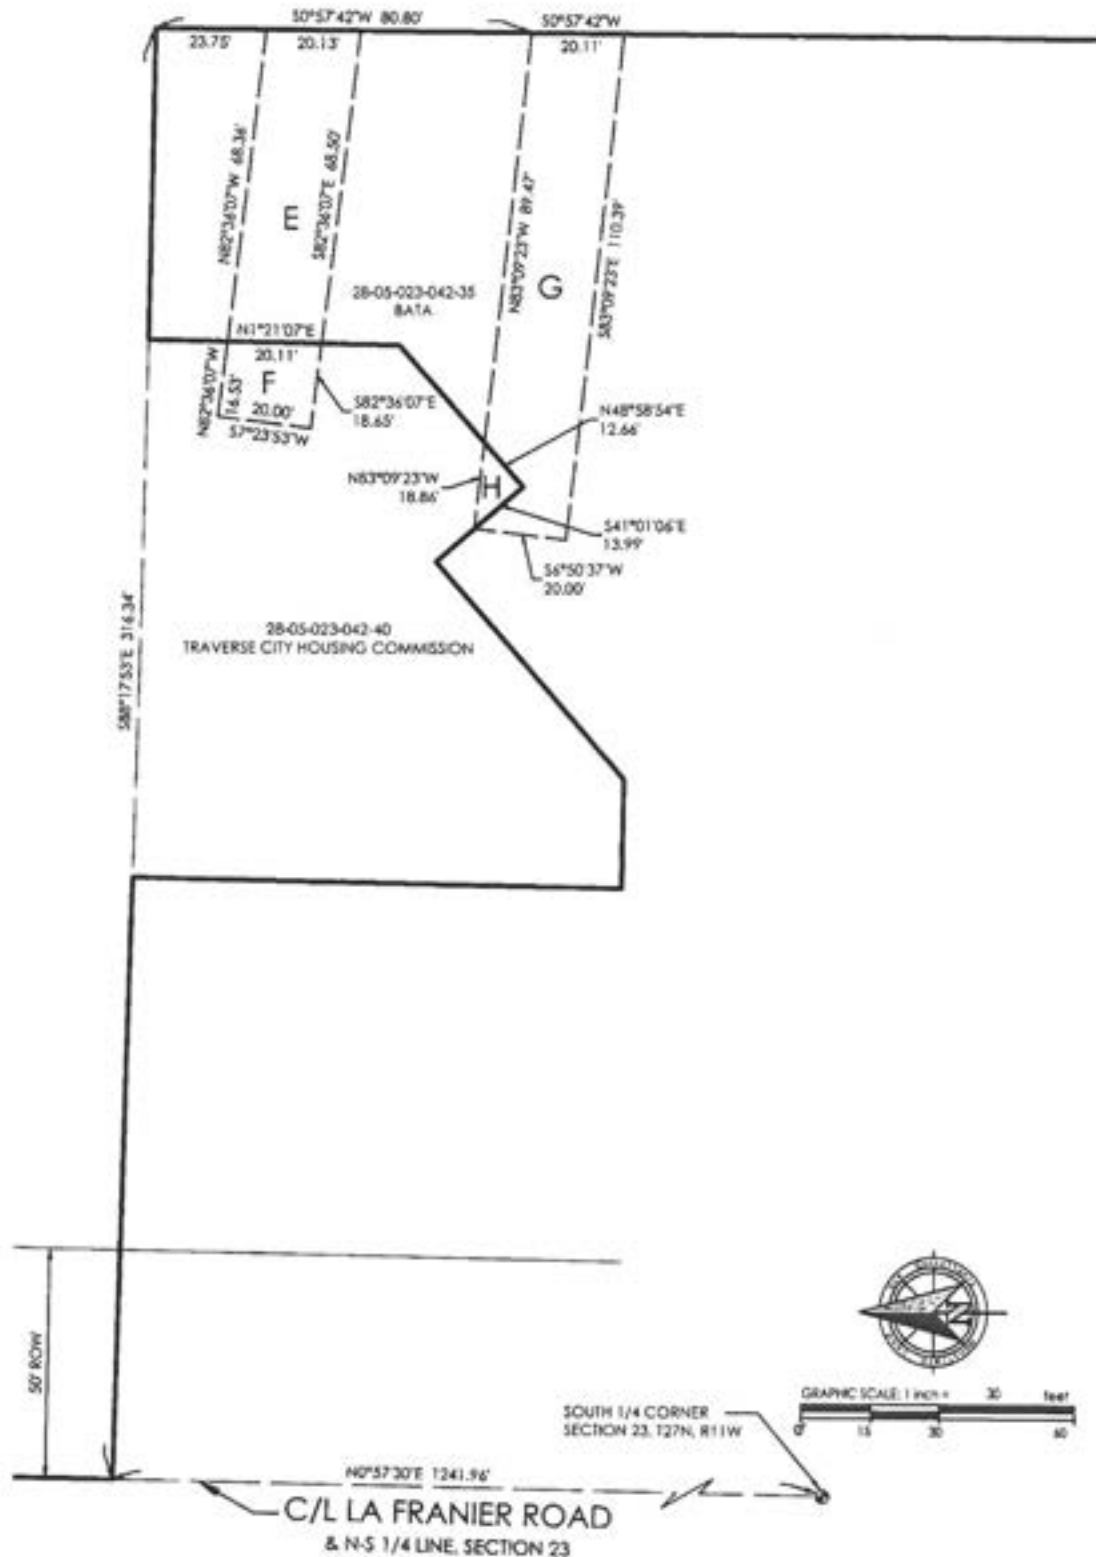 S0°57'42"W 80.80'
S0°57'42"W
23.75'
20.13'
20.11'
N82°36'07"W 68.36'
S82°36'07"E 68.50'
E
N83°09'23"W 89.47'
G
S83°09'23"E 110.39'
28-05-023-042-35
BATA
N1°21'07"E
20.11'
F
N82°36'07"W
16.53'
20.00'
S7°23'53"W
S82°36'07"E
18.65'
N48°58'54"E
12.66'
N83°09'23"W
18.86'
H
S41°01'06"E
13.99'
S6°50'37"W
20.00'
28-05-023-042-40
TRAVERSE CITY HOUSING COMMISSION
S88°17'53"E 316.34'
50' ROW
SOUTH 1/4 CORNER
SECTION 23, T27N, R11W
GRAPHIC SCALE: 1 inch = 30 feet
0' 15 30 60
N0°57'30"E 1241.96'
C/L LA FRANIER ROAD
& N-S 1/4 LINE, SECTION 23